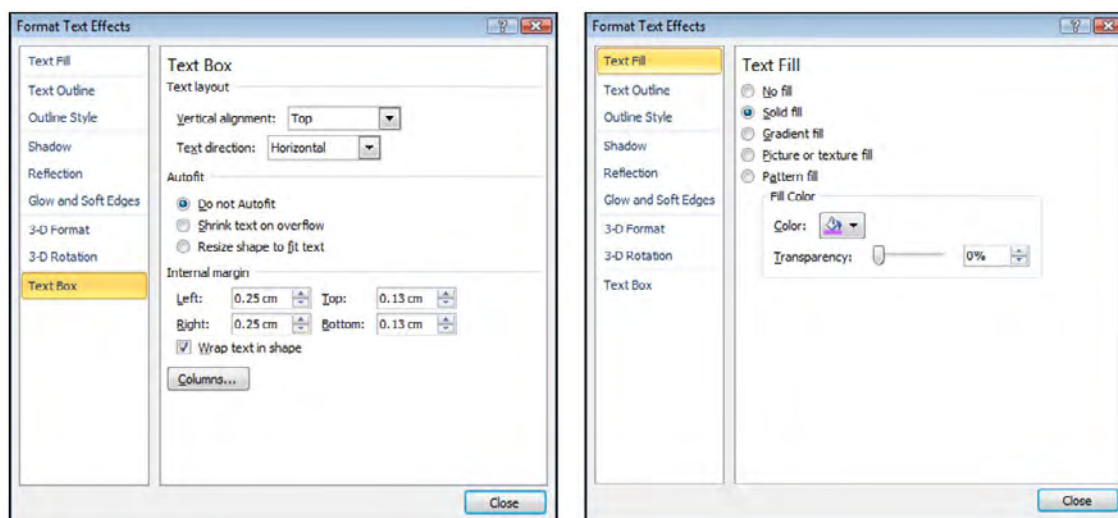 Format Text Effects
Text Fill
Text Outline
Outline Style
Shadow
Reflection
Glow and Soft Edges
3-D Format
3-D Rotation
Text Box
Text Box
Text layout
Vertical alignment: Top
Text direction: Horizontal
Autofit
Do not Autofit
Shrink text on overflow
Resize shape to fit text
Internal margin
Left: 0.25 cm Top: 0.13 cm
Right: 0.25 cm Bottom: 0.13 cm
Wrap text in shape
Columns...
Close
Format Text Effects
Text Fill
Text Outline
Outline Style
Shadow
Reflection
Glow and Soft Edges
3-D Format
3-D Rotation
Text Box
Text Fill
No fill
Solid fill
Gradient fill
Picture or texture fill
Pattern fill
Fill Color
Color:
Transparency: 0%
Close